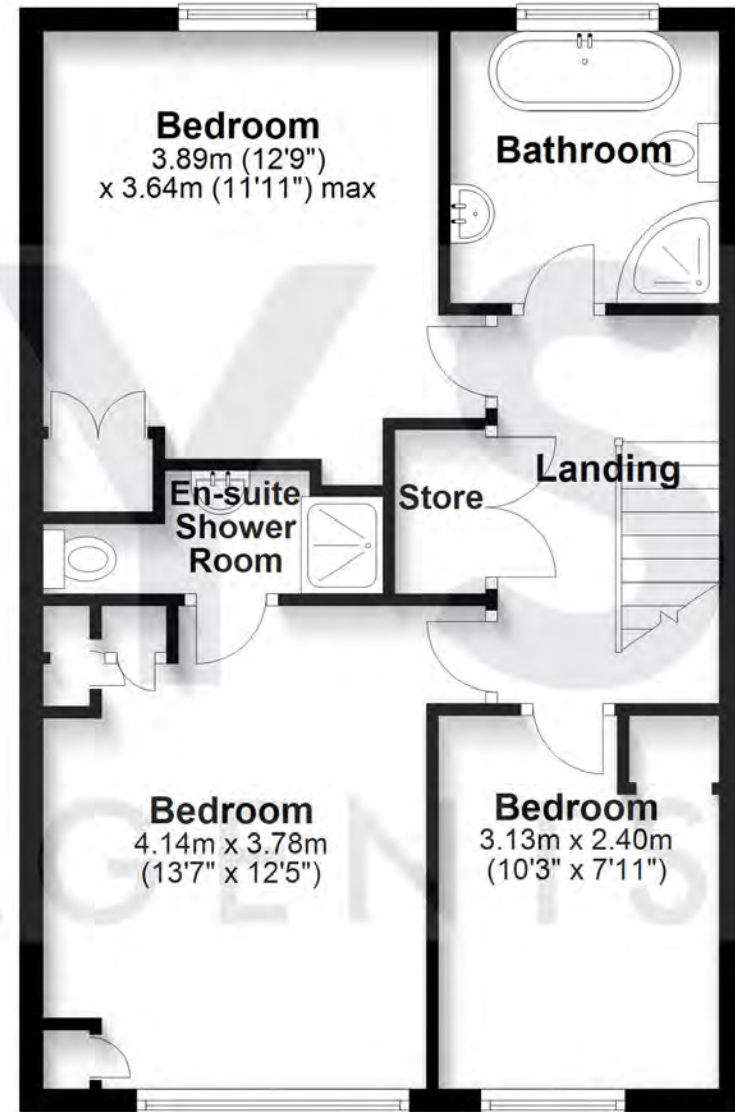 Bedroom
3.89m (12'9")
x 3.64m (11'11") max
Bathroom
En-suite
Shower
Room
Store
Landing
Bedroom
4.14m x 3.78m
(13'7" x 12'5")
Bedroom
3.13m x 2.40m
(10'3" x 7'11")